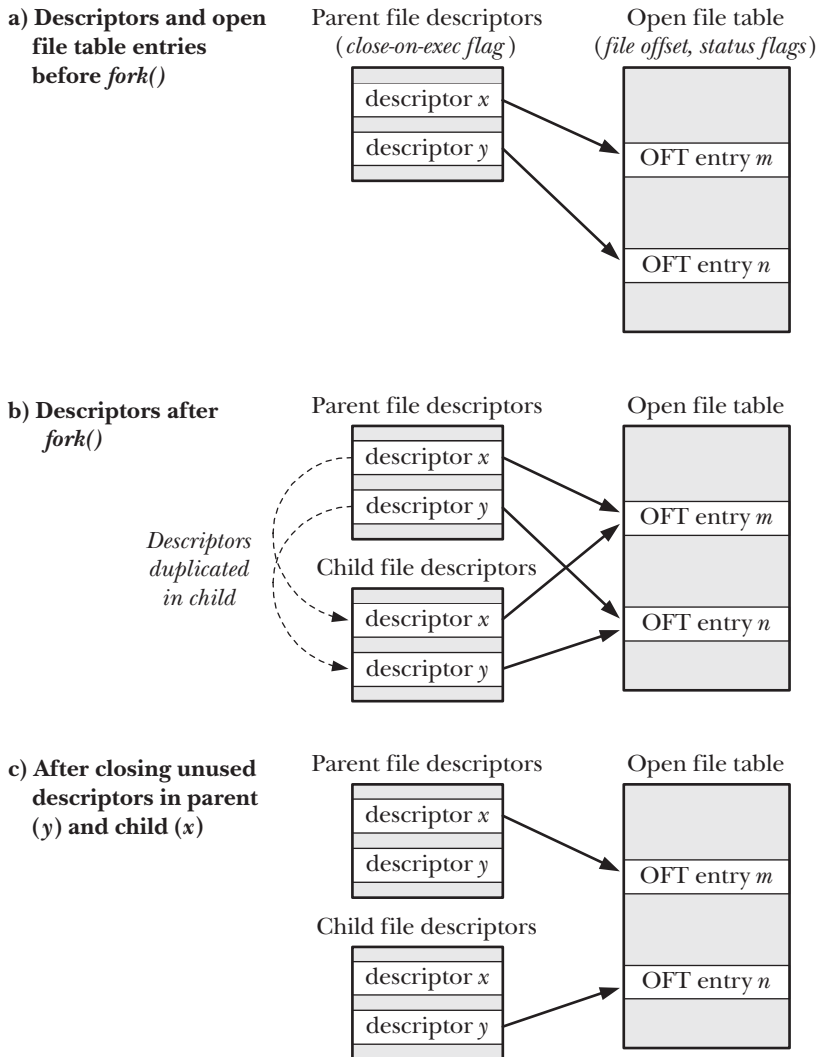 a) Descriptors and open
file table entries
before fork()
Parent file descriptors
(close-on-exec flag)
descriptor x
descriptor y
Open file table
(file offset, status flags)
OFT entry m
OFT entry n
b) Descriptors after
fork()
Descriptors
duplicated
in child
Parent file descriptors
descriptor x
descriptor y
Child file descriptors
descriptor x
descriptor y
Open file table
OFT entry m
OFT entry n
c) After closing unused
descriptors in parent
(y) and child (x)
Parent file descriptors
descriptor x
descriptor y
Child file descriptors
descriptor x
descriptor y
Open file table
OFT entry m
OFT entry n